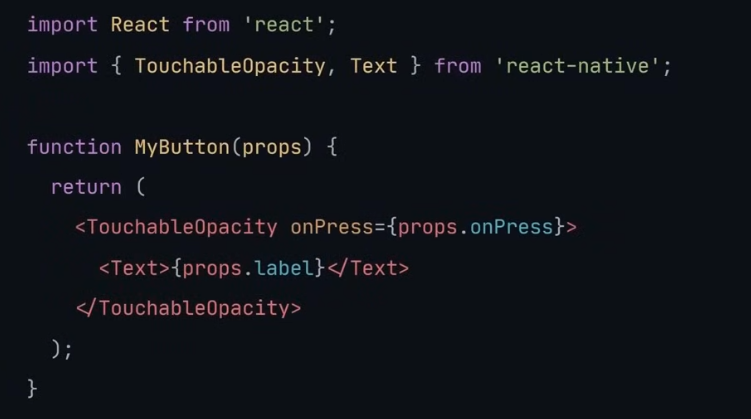 import React from 'react';
import { TouchableOpacity, Text } from 'react-native';
function MyButton(props) {
return (
<TouchableOpacity onPress={props.onPress}>
<Text>{props.label}</Text>
</TouchableOpacity>
);
}